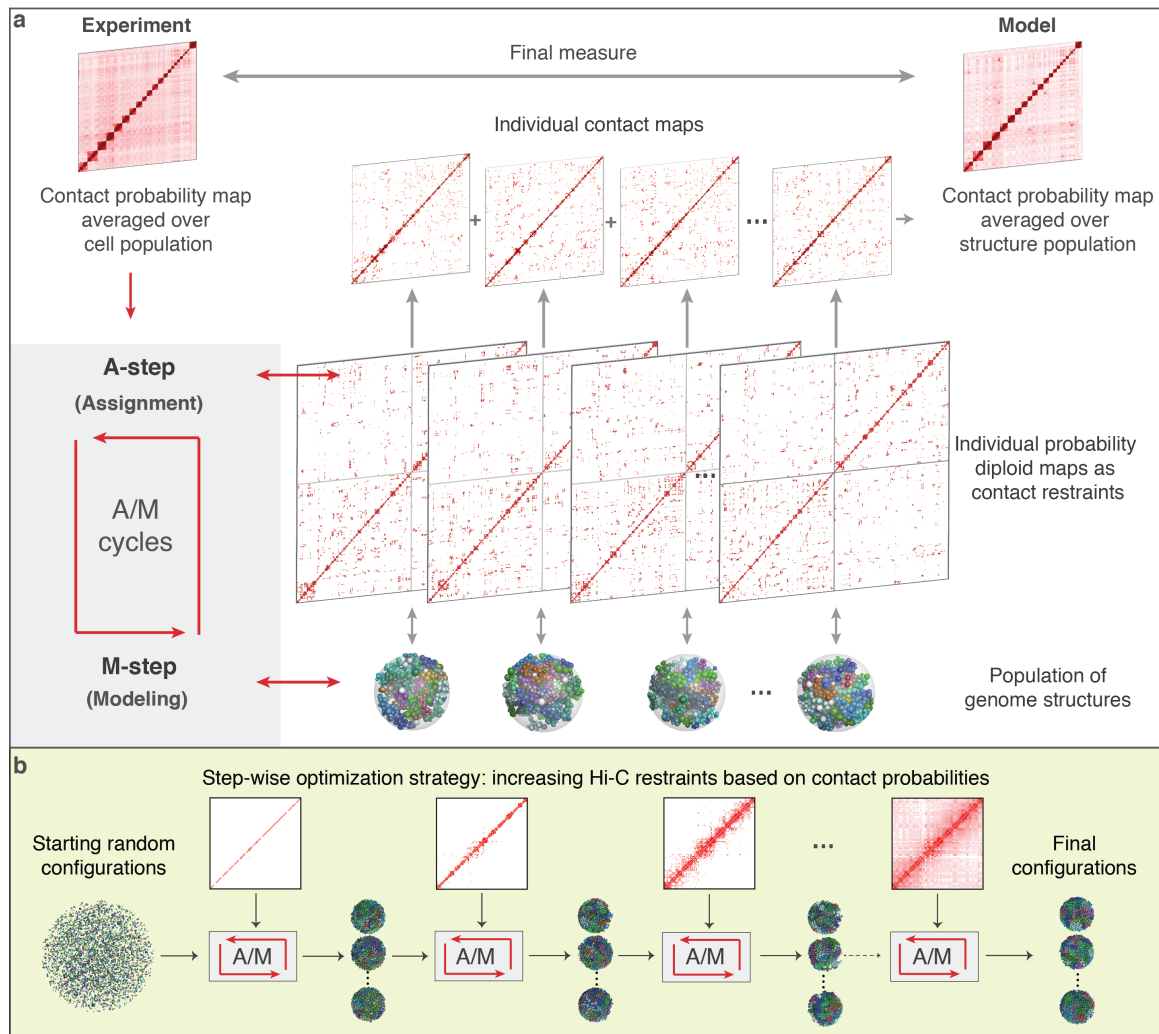 a
Experiment
Model
Final measure
Individual contact maps
Contact probability map
averaged over
cell population
+
+
...
Contact probability map
averaged over
structure population
A-step
(Assignment)
A/M
cycles
...
Individual probability
diploid maps as
contact restraints
M-step
(Modeling)
...
Population of
genome structures
b
Step-wise optimization strategy: increasing Hi-C restraints based on contact probabilities
Starting random
configurations
...
Final
configurations
A/M
A/M
A/M
A/M